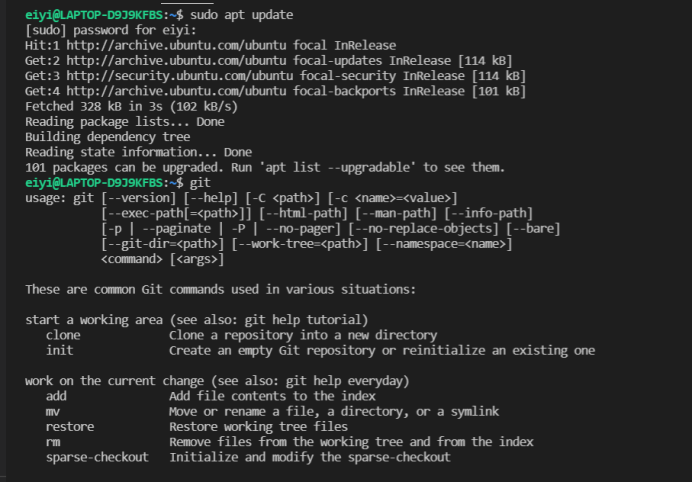 eiyi@LAPTOP-D9J9KFBS:~$ sudo apt update
[sudo] password for eiyi:
Hit:1 http://archive.ubuntu.com/ubuntu focal InRelease
Get:2 http://archive.ubuntu.com/ubuntu focal-updates InRelease [114 kB]
Get:3 http://security.ubuntu.com/ubuntu focal-security InRelease [114 kB]
Get:4 http://archive.ubuntu.com/ubuntu focal-backports InRelease [101 kB]
Fetched 328 kB in 3s (102 kB/s)
Reading package lists... Done
Building dependency tree
Reading state information... Done
101 packages can be upgraded. Run 'apt list --upgradable' to see them.
eiyi@LAPTOP-D9J9KFBS:~$ git
usage: git [--version] [--help] [-C <path>] [-c <name>=<value>]
           [--exec-path[=<path>]] [--html-path] [--man-path] [--info-path]
           [-p | --paginate | -P | --no-pager] [--no-replace-objects] [--bare]
           [--git-dir=<path>] [--work-tree=<path>] [--namespace=<name>]
           <command> [<args>]

These are common Git commands used in various situations:

start a working area (see also: git help tutorial)
   clone             Clone a repository into a new directory
   init              Create an empty Git repository or reinitialize an existing one

work on the current change (see also: git help everyday)
   add               Add file contents to the index
   mv                Move or rename a file, a directory, or a symlink
   restore           Restore working tree files
   rm                Remove files from the working tree and from the index
   sparse-checkout   Initialize and modify the sparse-checkout